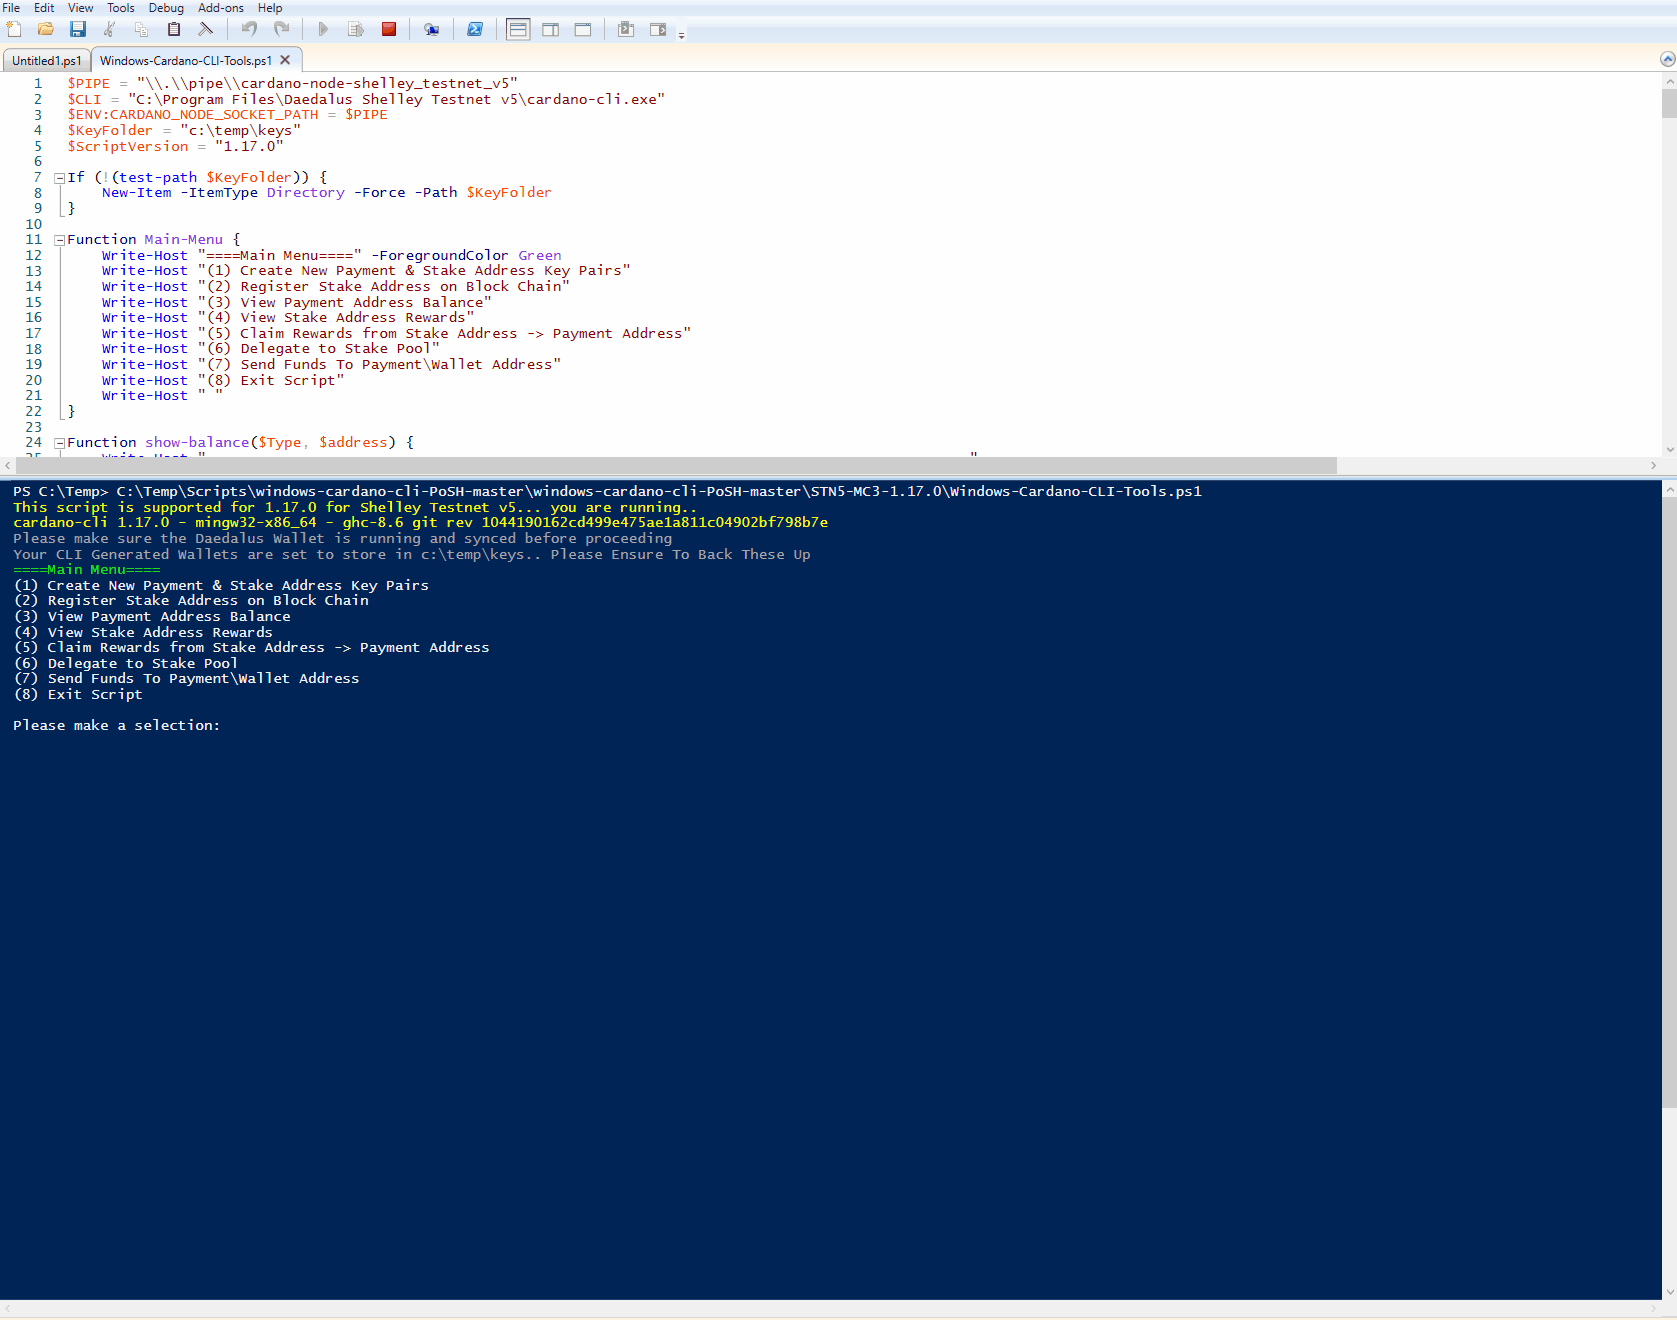 File Edit View Tools Debug Add-ons Help
Untitled1.ps1 Windows-Cardano-CLI-Tools.ps1
1 $PIPE = "\\.\\pipe\\cardano-node-shelley_testnet_v5"
2 $CLI = "C:\Program Files\Daedalus Shelley Testnet v5\cardano-cli.exe"
3 $ENV:CARDANO_NODE_SOCKET_PATH = $PIPE
4 $KeyFolder = "c:\temp\keys"
5 $ScriptVersion = "1.17.0"
6
7 If (!(test-path $KeyFolder)) {
8 New-Item -ItemType Directory -Force -Path $KeyFolder
9 }
10
11 Function Main-Menu {
12 Write-Host "====Main Menu====" -ForegroundColor Green
13 Write-Host "(1) Create New Payment & Stake Address Key Pairs"
14 Write-Host "(2) Register Stake Address on Block Chain"
15 Write-Host "(3) View Payment Address Balance"
16 Write-Host "(4) View Stake Address Rewards"
17 Write-Host "(5) Claim Rewards from Stake Address -> Payment Address"
18 Write-Host "(6) Delegate to Stake Pool"
19 Write-Host "(7) Send Funds To Payment\Wallet Address"
20 Write-Host "(8) Exit Script"
21 Write-Host " "
22 }
23
24 Function show-balance($Type, $address) {
25 Write-Host " "
PS C:\Temp> C:\Temp\Scripts\windows-cardano-cli-PoSH-master\windows-cardano-cli-PoSH-master\STN5-MC3-1.17.0\Windows-Cardano-CLI-Tools.ps1
This script is supported for 1.17.0 for Shelley Testnet v5... you are running..
cardano-cli 1.17.0 - mingw32-x86_64 - ghc-8.6 git rev 1044190162cd499e475ae1a811c04902bf798b7e
Please make sure the Daedalus Wallet is running and synced before proceeding
Your CLI Generated Wallets are set to store in c:\temp\keys.. Please Ensure To Back These Up
====Main Menu====
(1) Create New Payment & Stake Address Key Pairs
(2) Register Stake Address on Block Chain
(3) View Payment Address Balance
(4) View Stake Address Rewards
(5) Claim Rewards from Stake Address -> Payment Address
(6) Delegate to Stake Pool
(7) Send Funds To Payment\Wallet Address
(8) Exit Script
Please make a selection: